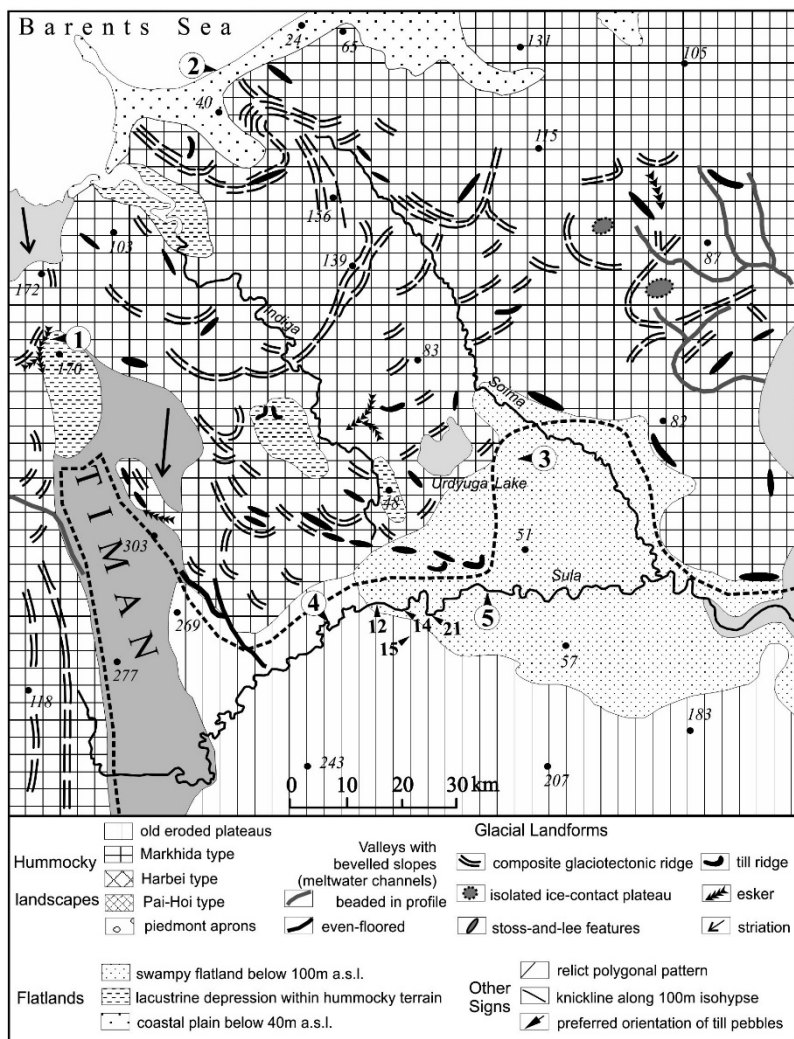 Barents Sea
24
65
131
2
105
40
115
156
103
139
87
172
Indiga
1
170
83
Soima
82
3
Urdyuga Lake
48
TIMAN
51
303
Sula
269
4
12
14
21
5
15
57
277
118
183
243
207
0 10 20 30 km
old eroded plateaus
Hummocky landscapes
Markhida type
Harbei type
Pai-Hoi type
piedmont aprons
Valleys with
bevelled slopes
(meltwater channels)
beaded in profile
even-floored
Glacial Landforms
composite glaciotectonic ridge
till ridge
isolated ice-contact plateau
esker
stoss-and-lee features
striation
Flatlands
swampy flatland below 100m a.s.l.
lacustrine depression within hummocky terrain
coastal plain below 40m a.s.l.
Other
Signs
relict polygonal pattern
knickline along 100m isohypse
preferred orientation of till pebbles